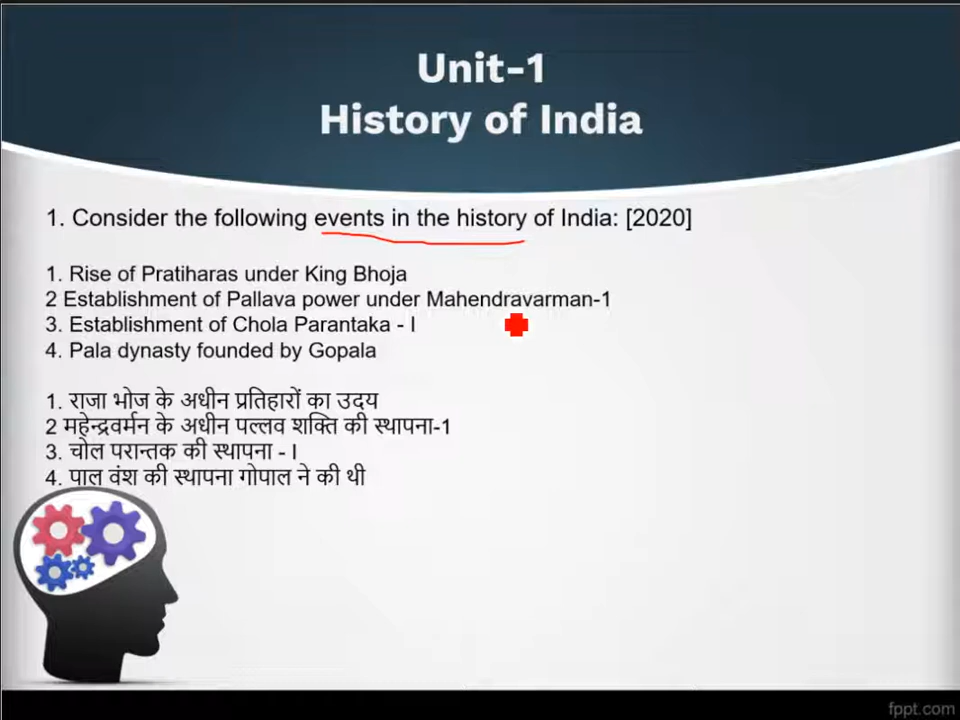 Unit-1
History of India
1. Consider the following events in the history of India: [2020]
1. Rise of Pratiharas under King Bhoja
2 Establishment of Pallava power under Mahendravarman-1
3. Establishment of Chola Parantaka - I
4. Pala dynasty founded by Gopala
1. राजा भोज के अधीन प्रतिहारों का उदय
2 महेन्द्रवर्मन के अधीन पल्लव शक्ति की स्थापना-1
3. चोल परान्तक की स्थापना - I
4. पाल वंश की स्थापना गोपाल ने की थी
fppt.com